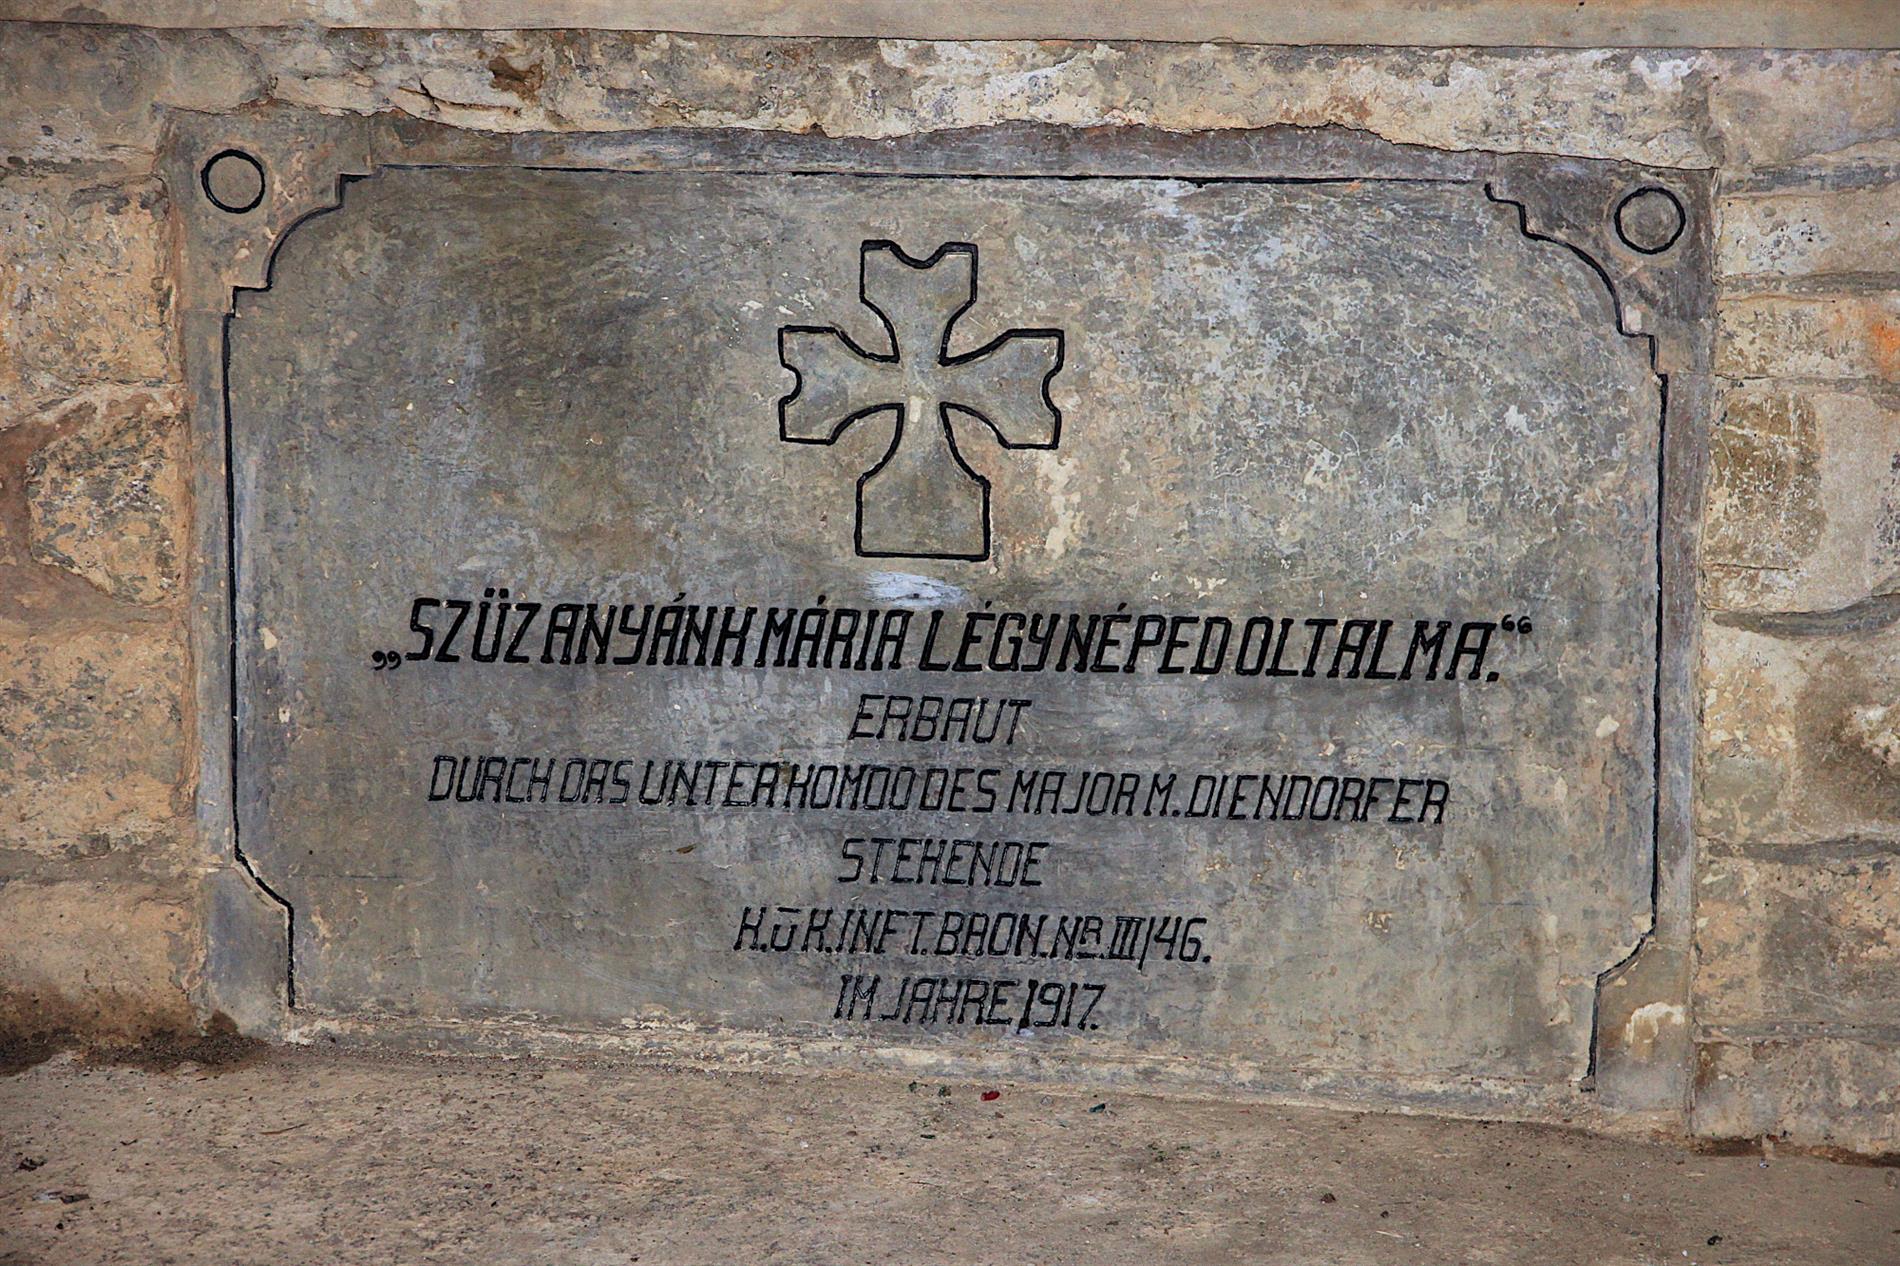 „SZÜZ ANYÁNK MÁRIA LÉGY NÉPED OLTALMA.“
ERBAUT
DURCH DAS UNTER KOMDO DES MAJOR M. DIENDORFER
STEHENDE
K. ū K. INFT. BAON. NR. III/46.
IM JAHRE 1917.